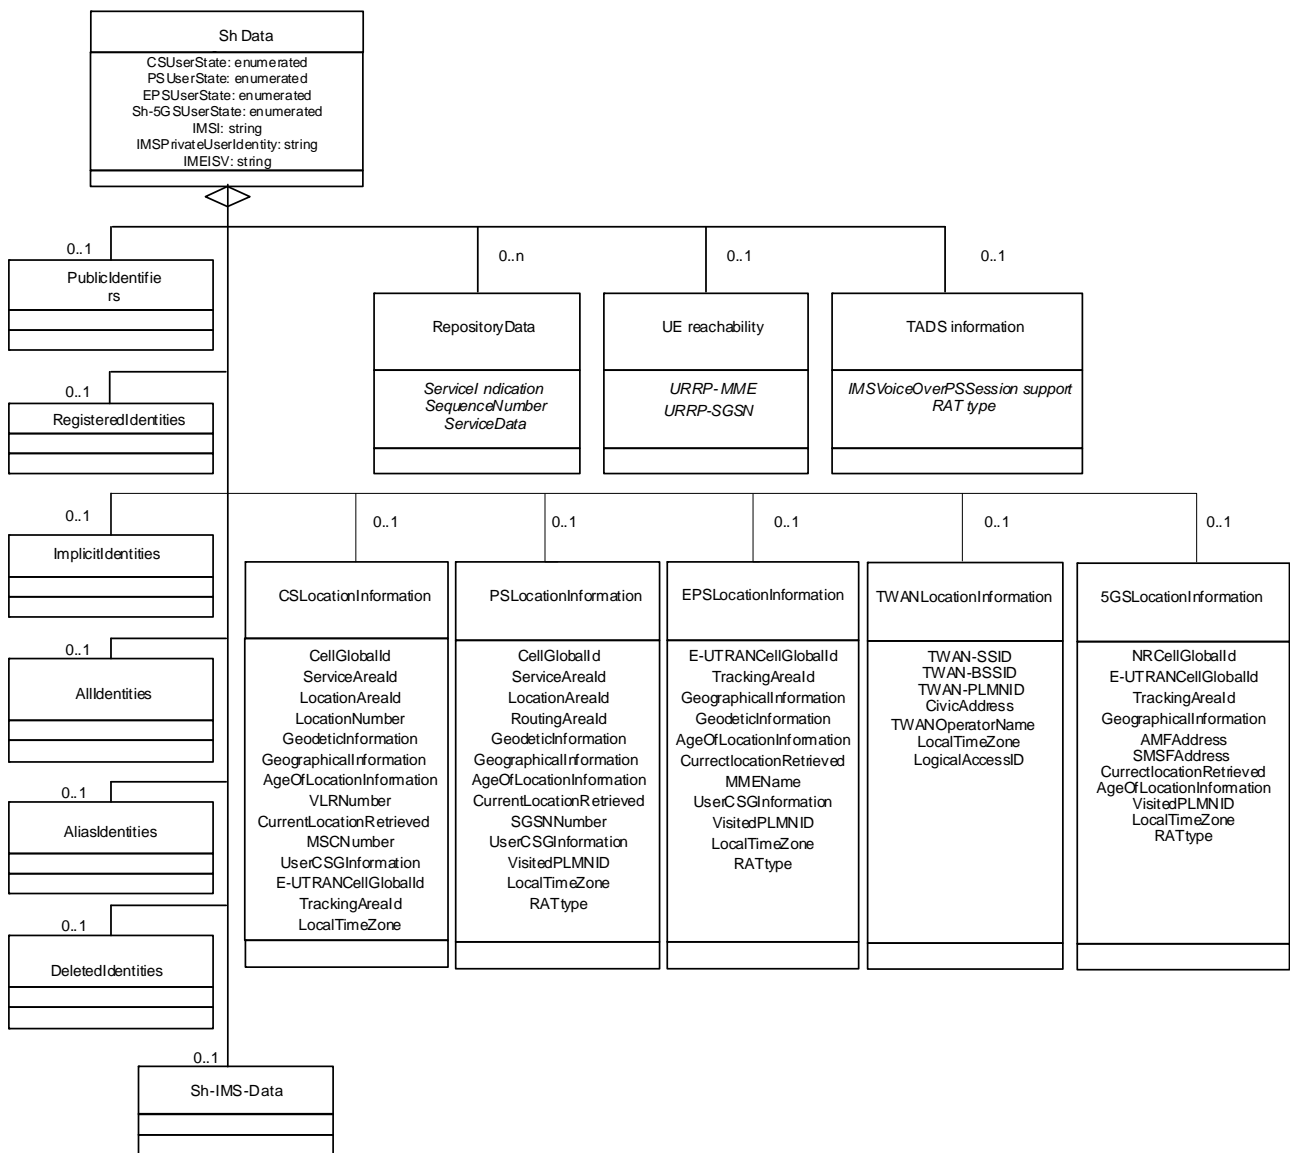 Sh Data
CSUserState: enumerated
PSUserState: enumerated
EPSUserState: enumerated
Sh-5GSUserState: enumerated
IMSI: string
IMSPrivateUserIdentity: string
IMEISV: string
0..1
PublicIdentifie
rs
0..n
RepositoryData
ServiceIndication
SequenceNumber
ServiceData
0..1
UE reachability
URRP-MME
URRP-SGSN
0..1
TADS information
IMSVoiceOverPSSession support
RAT type
0..1
RegisteredIdentities
0..1
ImplicitIdentities
0..1
AllIdentities
0..1
AliasIdentities
0..1
DeletedIdentities
0..1
Sh-IMS-Data
0..1
CSLocationInformation
CellGlobalId
ServiceAreaId
LocationAreaId
LocationNumber
GeodeticInformation
GeographicalInformation
AgeOfLocationInformation
VLRNumber
CurrentLocationRetrieved
MSCNumber
UserCSGInformation
E-UTRANCellGlobalId
TrackingAreaId
LocalTimeZone
0..1
PSLocationInformation
CellGlobalId
ServiceAreaId
LocationAreaId
RoutingAreaId
GeodeticInformation
GeographicalInformation
AgeOfLocationInformation
CurrentLocationRetrieved
SGSNNumber
UserCSGInformation
VisitedPLMNID
LocalTimeZone
RATtype
0..1
EPSLocationInformation
E-UTRANCellGlobalId
TrackingAreaId
GeographicalInformation
GeodeticInformation
AgeOfLocationInformation
CurrectlocationRetrieved
MMEName
UserCSGInformation
VisitedPLMNID
LocalTimeZone
RATtype
0..1
TWANLocationInformation
TWAN-SSID
TWAN-BSSID
TWAN-PLMNID
CivicAddress
TWANOperatorName
LocalTimeZone
LogicalAccessID
0..1
5GSLocationInformation
NRCellGlobalId
E-UTRANCellGlobalId
TrackingAreaId
GeographicalInformation
AMFAddress
SMSFAddress
CurrectlocationRetrieved
AgeOfLocationInformation
VisitedPLMNID
LocalTimeZone
RATtype